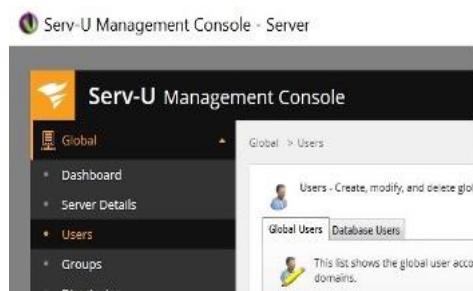 Serv-U Management Console - Server
Serv-U Management Console
Global
Global > Users
Dashboard
Users - Create, modify, and delete glo
Server Details
Users
Global Users Database Users
Groups
This list shows the global user acco
domains.